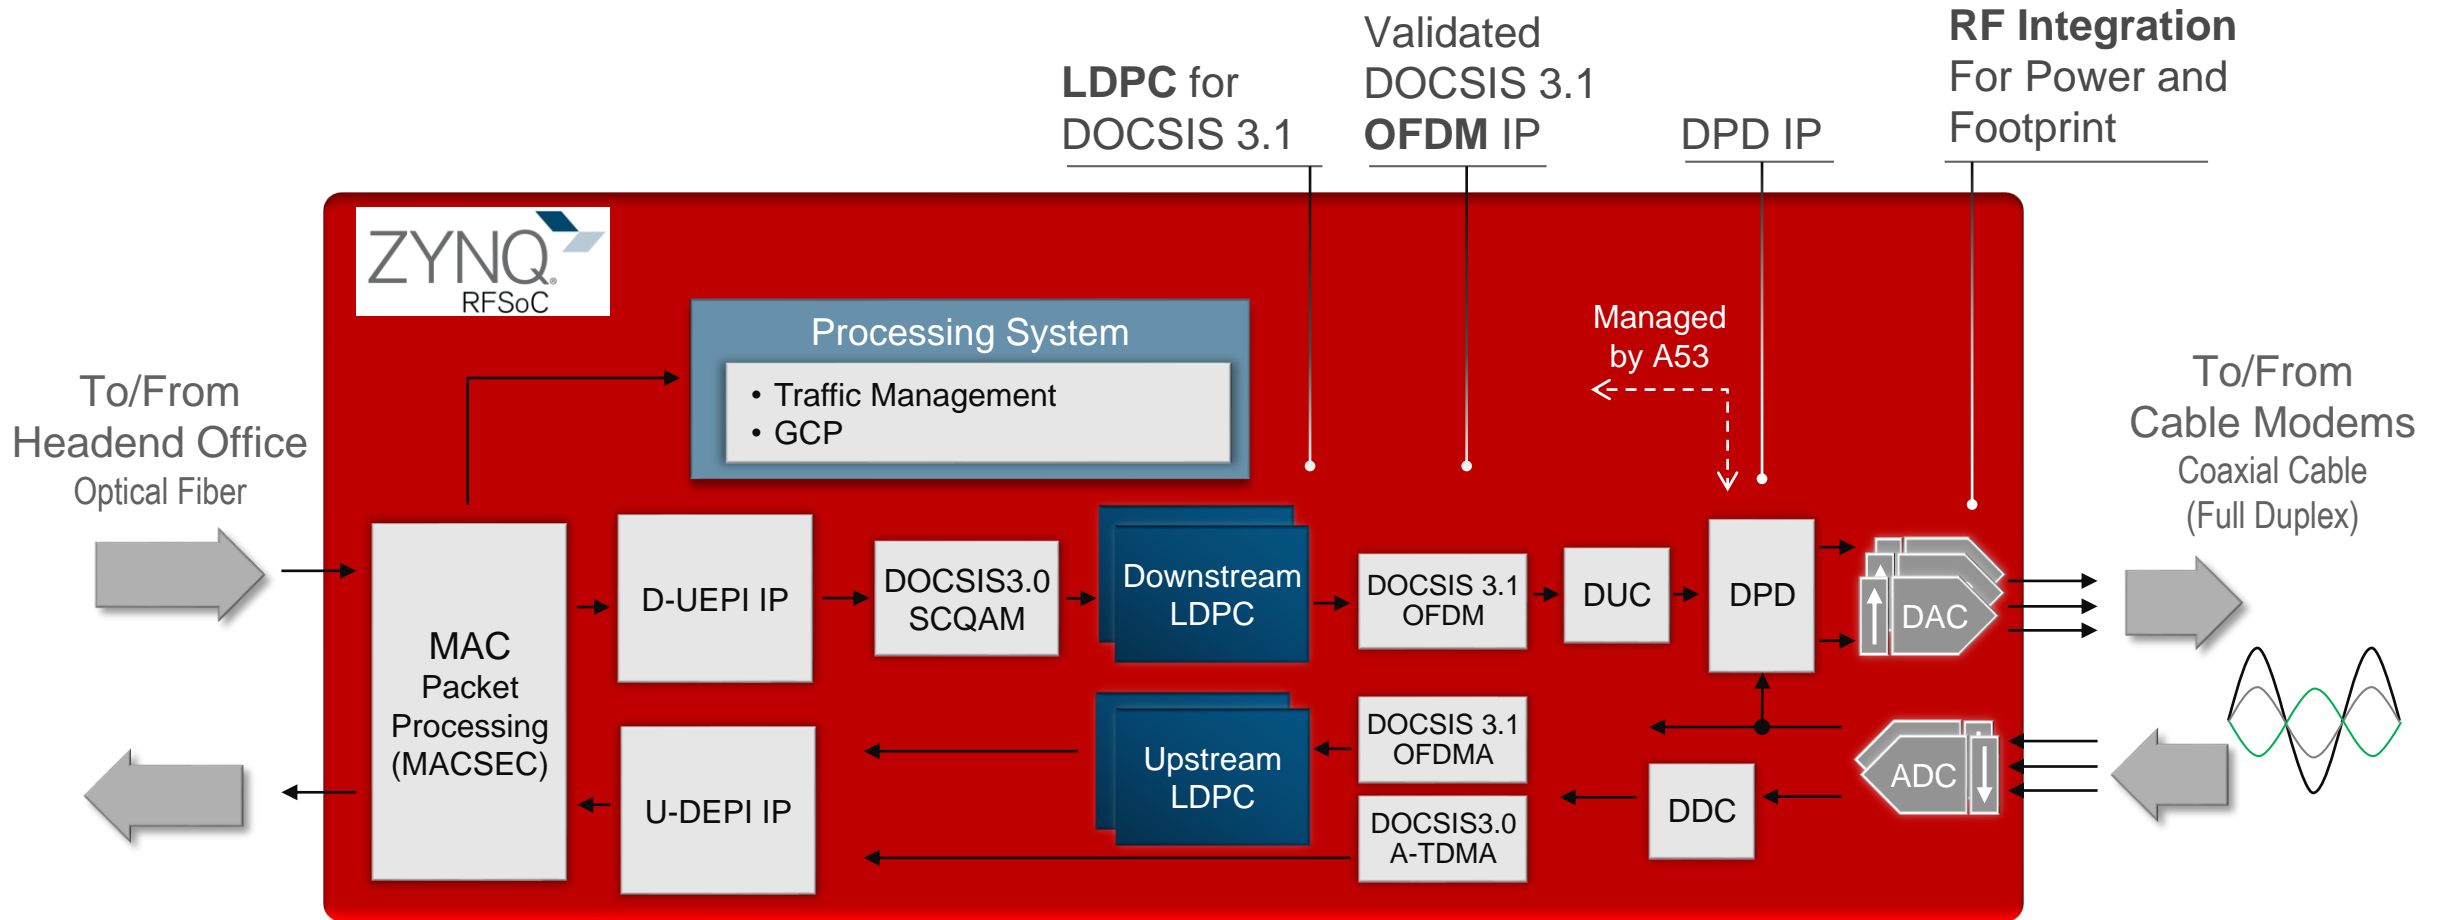 LDPC for
DOCSIS 3.1
Validated
DOCSIS 3.1
OFDM IP
DPD IP
RF Integration
For Power and
Footprint
ZYNQ®
RFSoC
Processing System
• Traffic Management
• GCP
Managed
by A53
To/From
Headend Office
Optical Fiber
To/From
Cable Modems
Coaxial Cable
(Full Duplex)
MAC
Packet
Processing
(MACSEC)
D-UEPI IP
DOCSIS3.0
SCQAM
Downstream
LDPC
DOCSIS 3.1
OFDM
DUC
DPD
DAC
U-DEPI IP
Upstream
LDPC
DOCSIS 3.1
OFDMA
DOCSIS3.0
A-TDMA
DDC
ADC